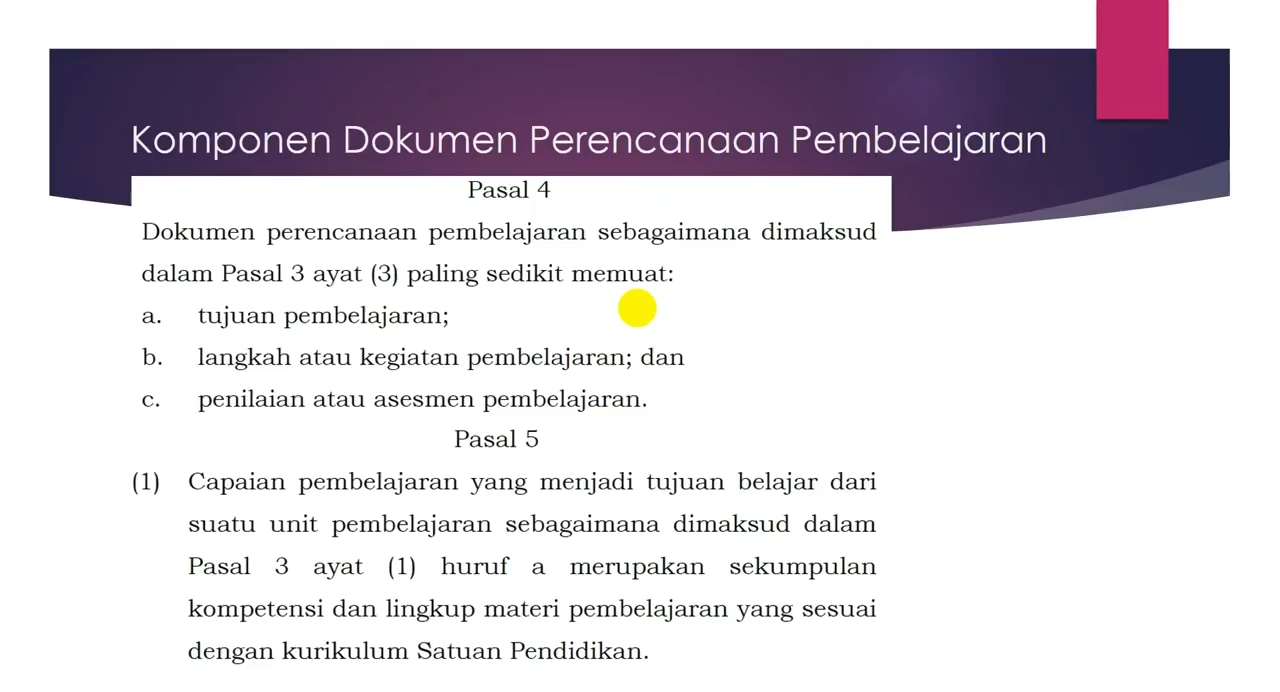 Komponen Dokumen Perencanaan Pembelajaran
Pasal 4
Dokumen perencanaan pembelajaran sebagaimana dimaksud
dalam Pasal 3 ayat (3) paling sedikit memuat:
a. tujuan pembelajaran;
b. langkah atau kegiatan pembelajaran; dan
c. penilaian atau asesmen pembelajaran.
Pasal 5
(1) Capaian pembelajaran yang menjadi tujuan belajar dari
suatu unit pembelajaran sebagaimana dimaksud dalam
Pasal 3 ayat (1) huruf a merupakan sekumpulan
kompetensi dan lingkup materi pembelajaran yang sesuai
dengan kurikulum Satuan Pendidikan.